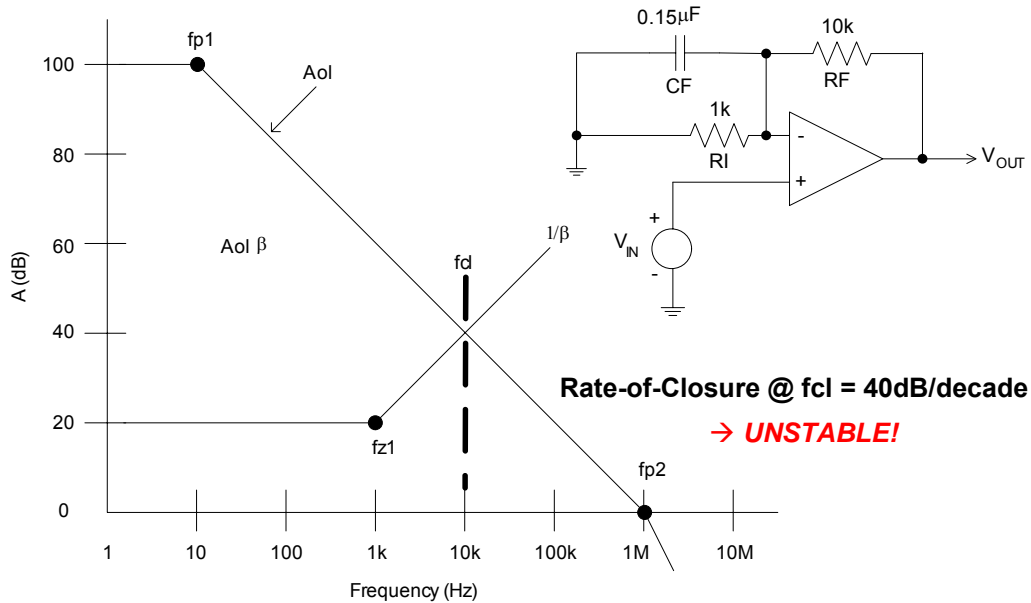 fp1
Aol
100
80
60
40
20
0
A (dB)
Aol β
fcl
1/β
fz1
fp2
1
10
100
1k
10k
100k
1M
10M
Frequency (Hz)
0.15μF
CF
10k
RF
1k
RI
-
+
VOUT
+
VIN
-
Rate-of-Closure @ fcl = 40dB/decade
→ UNSTABLE!